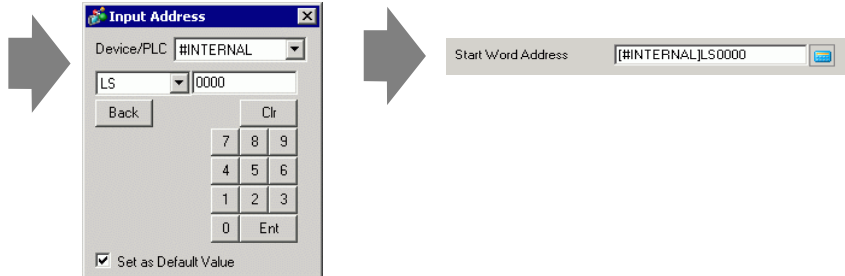 Input Address
Device/PLC #INTERNAL
LS 0000
Back Clr
7 8 9
4 5 6
1 2 3
0 Ent
Set as Default Value
Start Word Address [#INTERNAL]LS0000